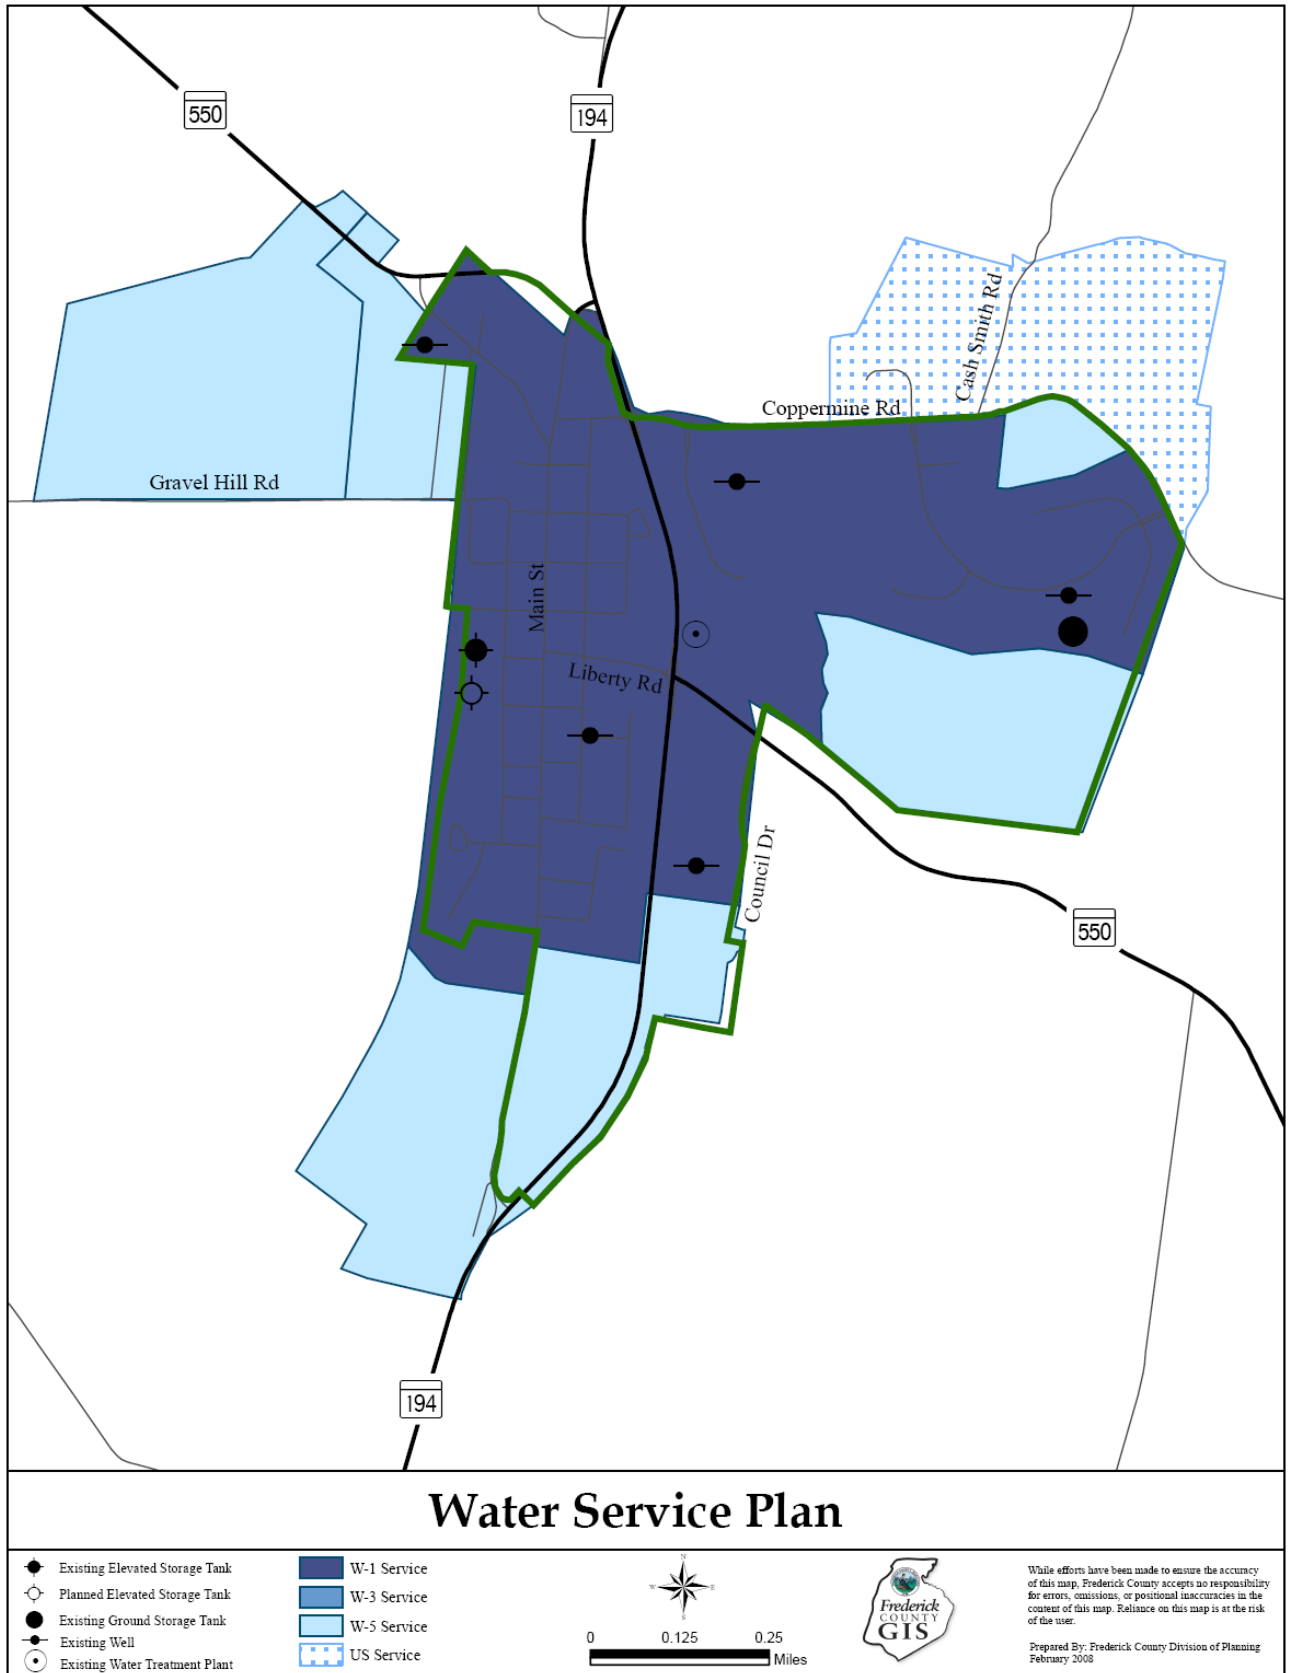 550
194
Cash Smith Rd
Coppermine Rd
Gravel Hill Rd
Main St
Liberty Rd
Council Dr
550
194
Water Service Plan
Existing Elevated Storage Tank
Planned Elevated Storage Tank
Existing Ground Storage Tank
Existing Well
Existing Water Treatment Plant
W-1 Service
W-3 Service
W-5 Service
US Service
N
W
E
S
0 0.125 0.25
Miles
Frederick
COUNTY
GIS
While efforts have been made to ensure the accuracy
of this map, Frederick County accepts no responsibility
for errors, omissions, or positional inaccuracies in the
content of this map. Reliance on this map is at the risk
of the user.
Prepared By: Frederick County Division of Planning
February 2008